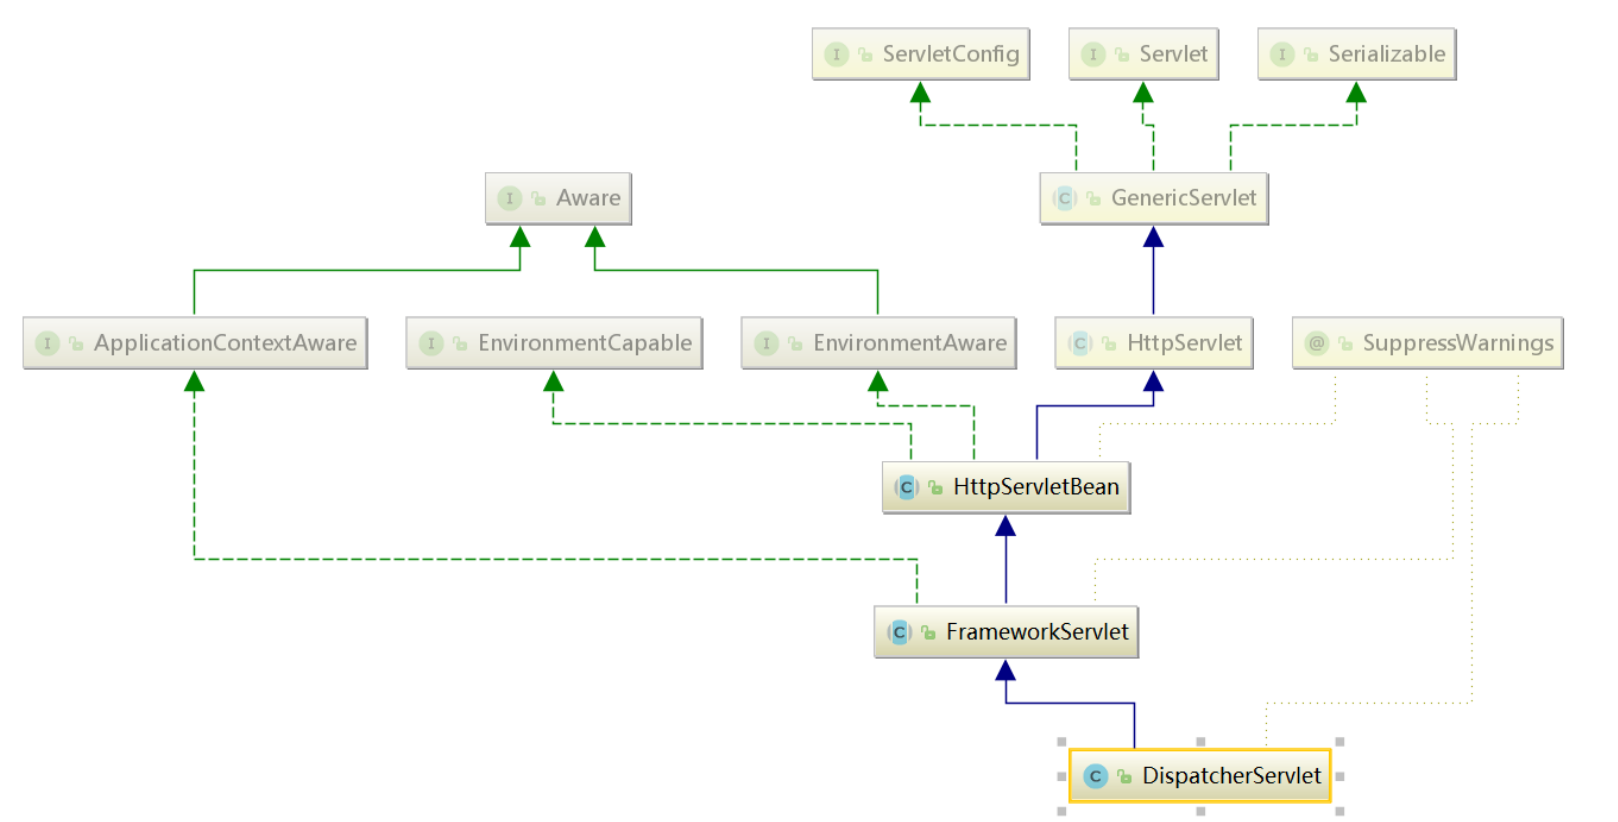 I ServletConfig
I Servlet
I Serializable
I Aware
C GenericServlet
I ApplicationContextAware
I EnvironmentCapable
I EnvironmentAware
C HttpServlet
@ SuppressWarnings
C HttpServletBean
C FrameworkServlet
C DispatcherServlet